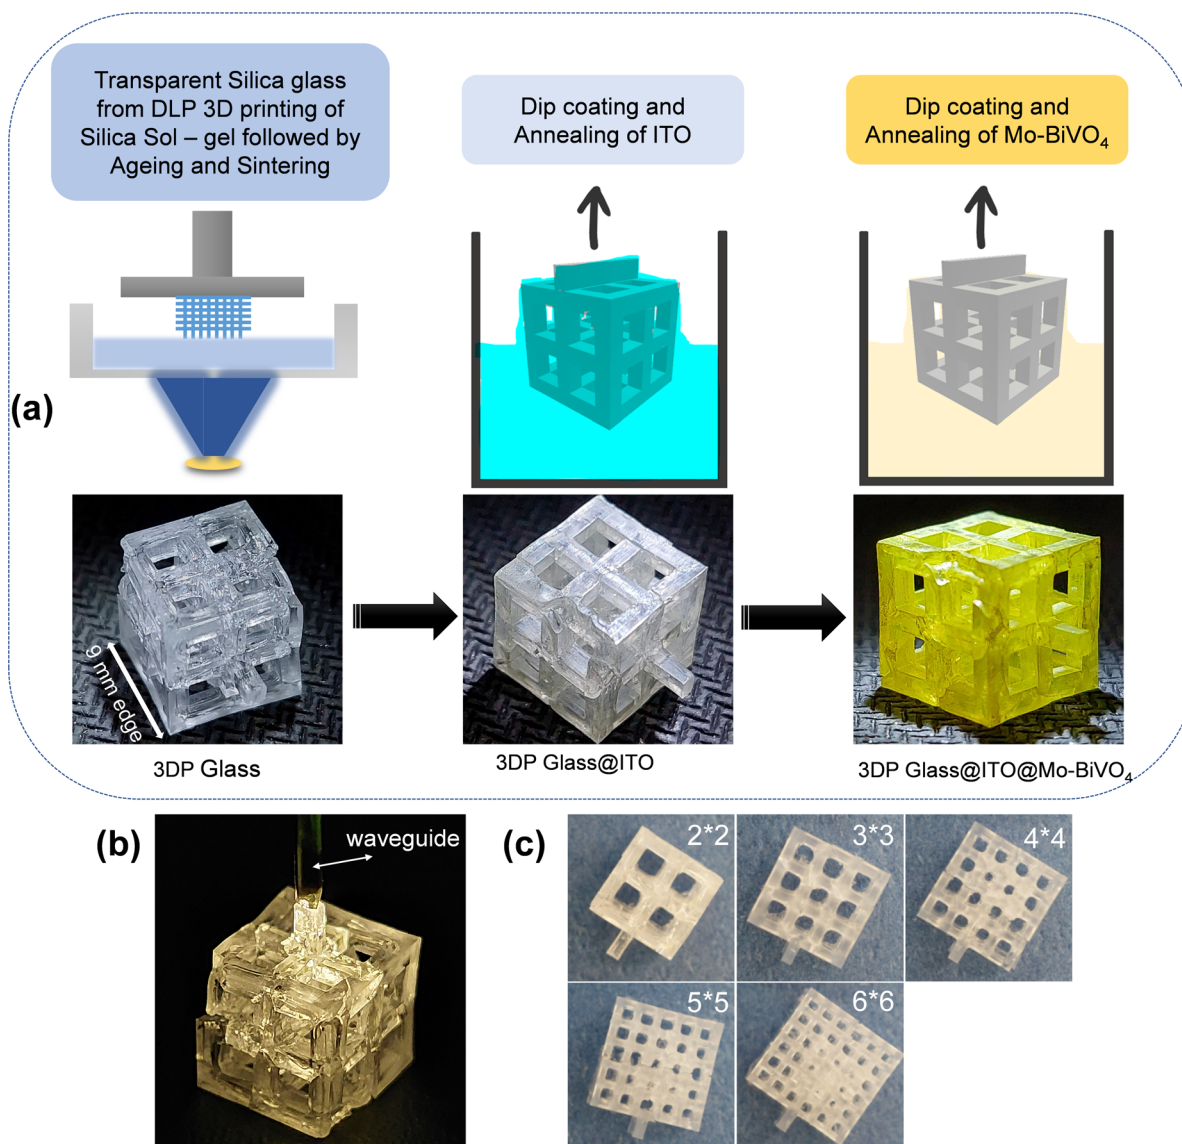 Transparent Silica glass
from DLP 3D printing of
Silica Sol – gel followed by
Ageing and Sintering
Dip coating and
Annealing of ITO
Dip coating and
Annealing of Mo-BiVO₄
(a)
9 mm edge
3DP Glass
3DP Glass@ITO
3DP Glass@ITO@Mo-BiVO₄
(b)
waveguide
(c)
2*2
3*3
4*4
5*5
6*6